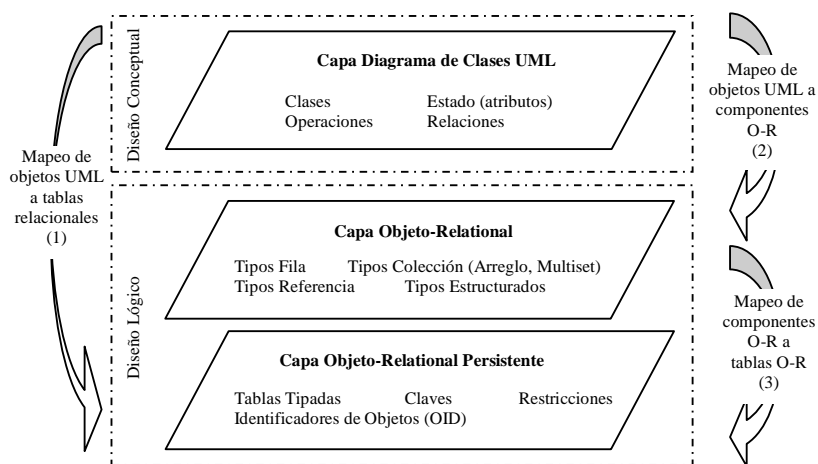 Diseño Conceptual
Capa Diagrama de Clases UML
Clases Estado (atributos)
Operaciones Relaciones
Mapeo de
objetos UML
a tablas
relacionales
(1)
Mapeo de
objetos UML a
componentes
O-R
(2)
Diseño Lógico
Capa Objeto-Relational
Tipos Fila Tipos Colección (Arreglo, Multiset)
Tipos Referencia Tipos Estructurados
Capa Objeto-Relational Persistente
Tablas Tipadas Claves Restricciones
Identificadores de Objetos (OID)
Mapeo de
componentes
O-R a
tablas O-R
(3)